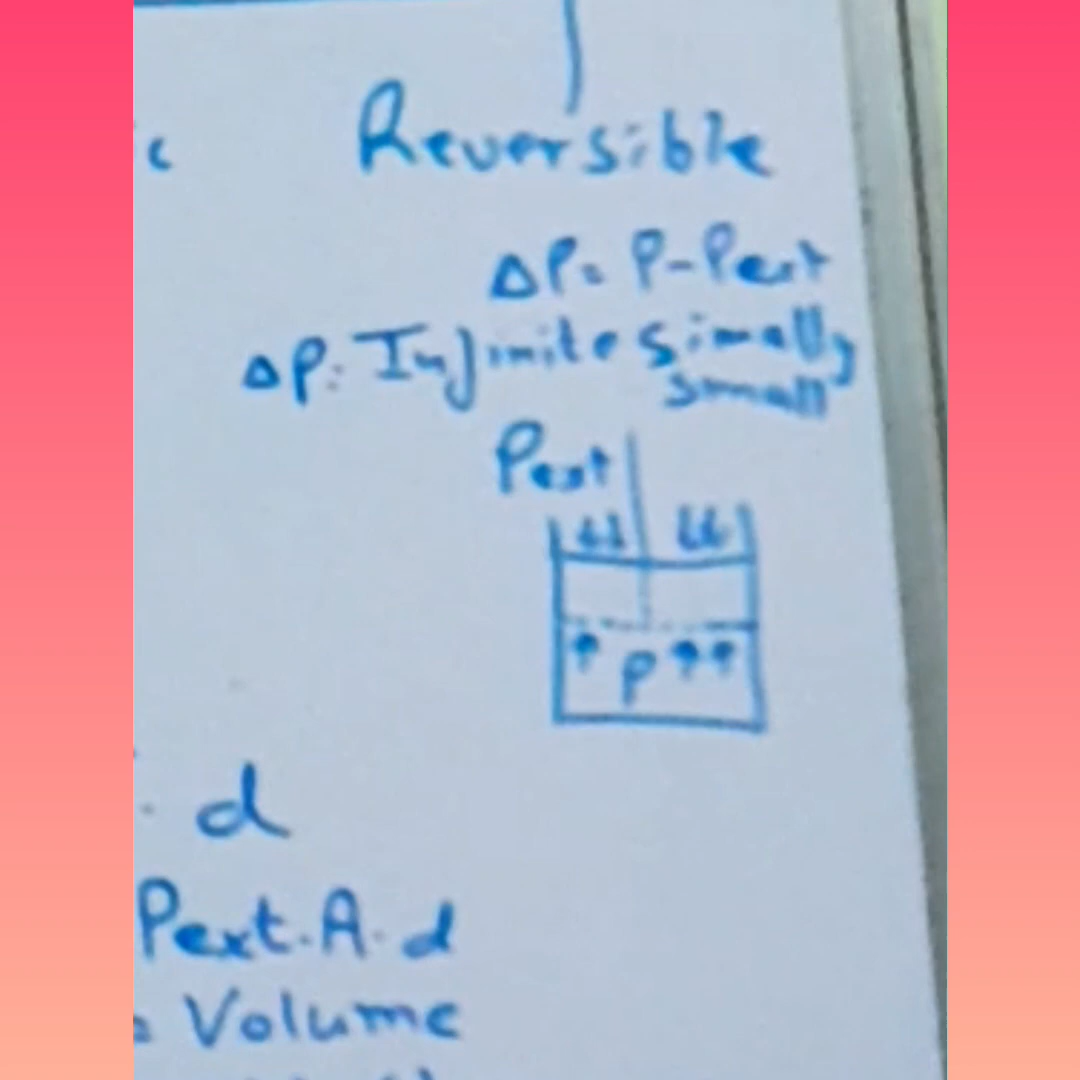 c
Reversible
ΔP= P-Pext
ΔP: Infinitesimally
small
Pext
P
. d
Pext.A.d
= Volume